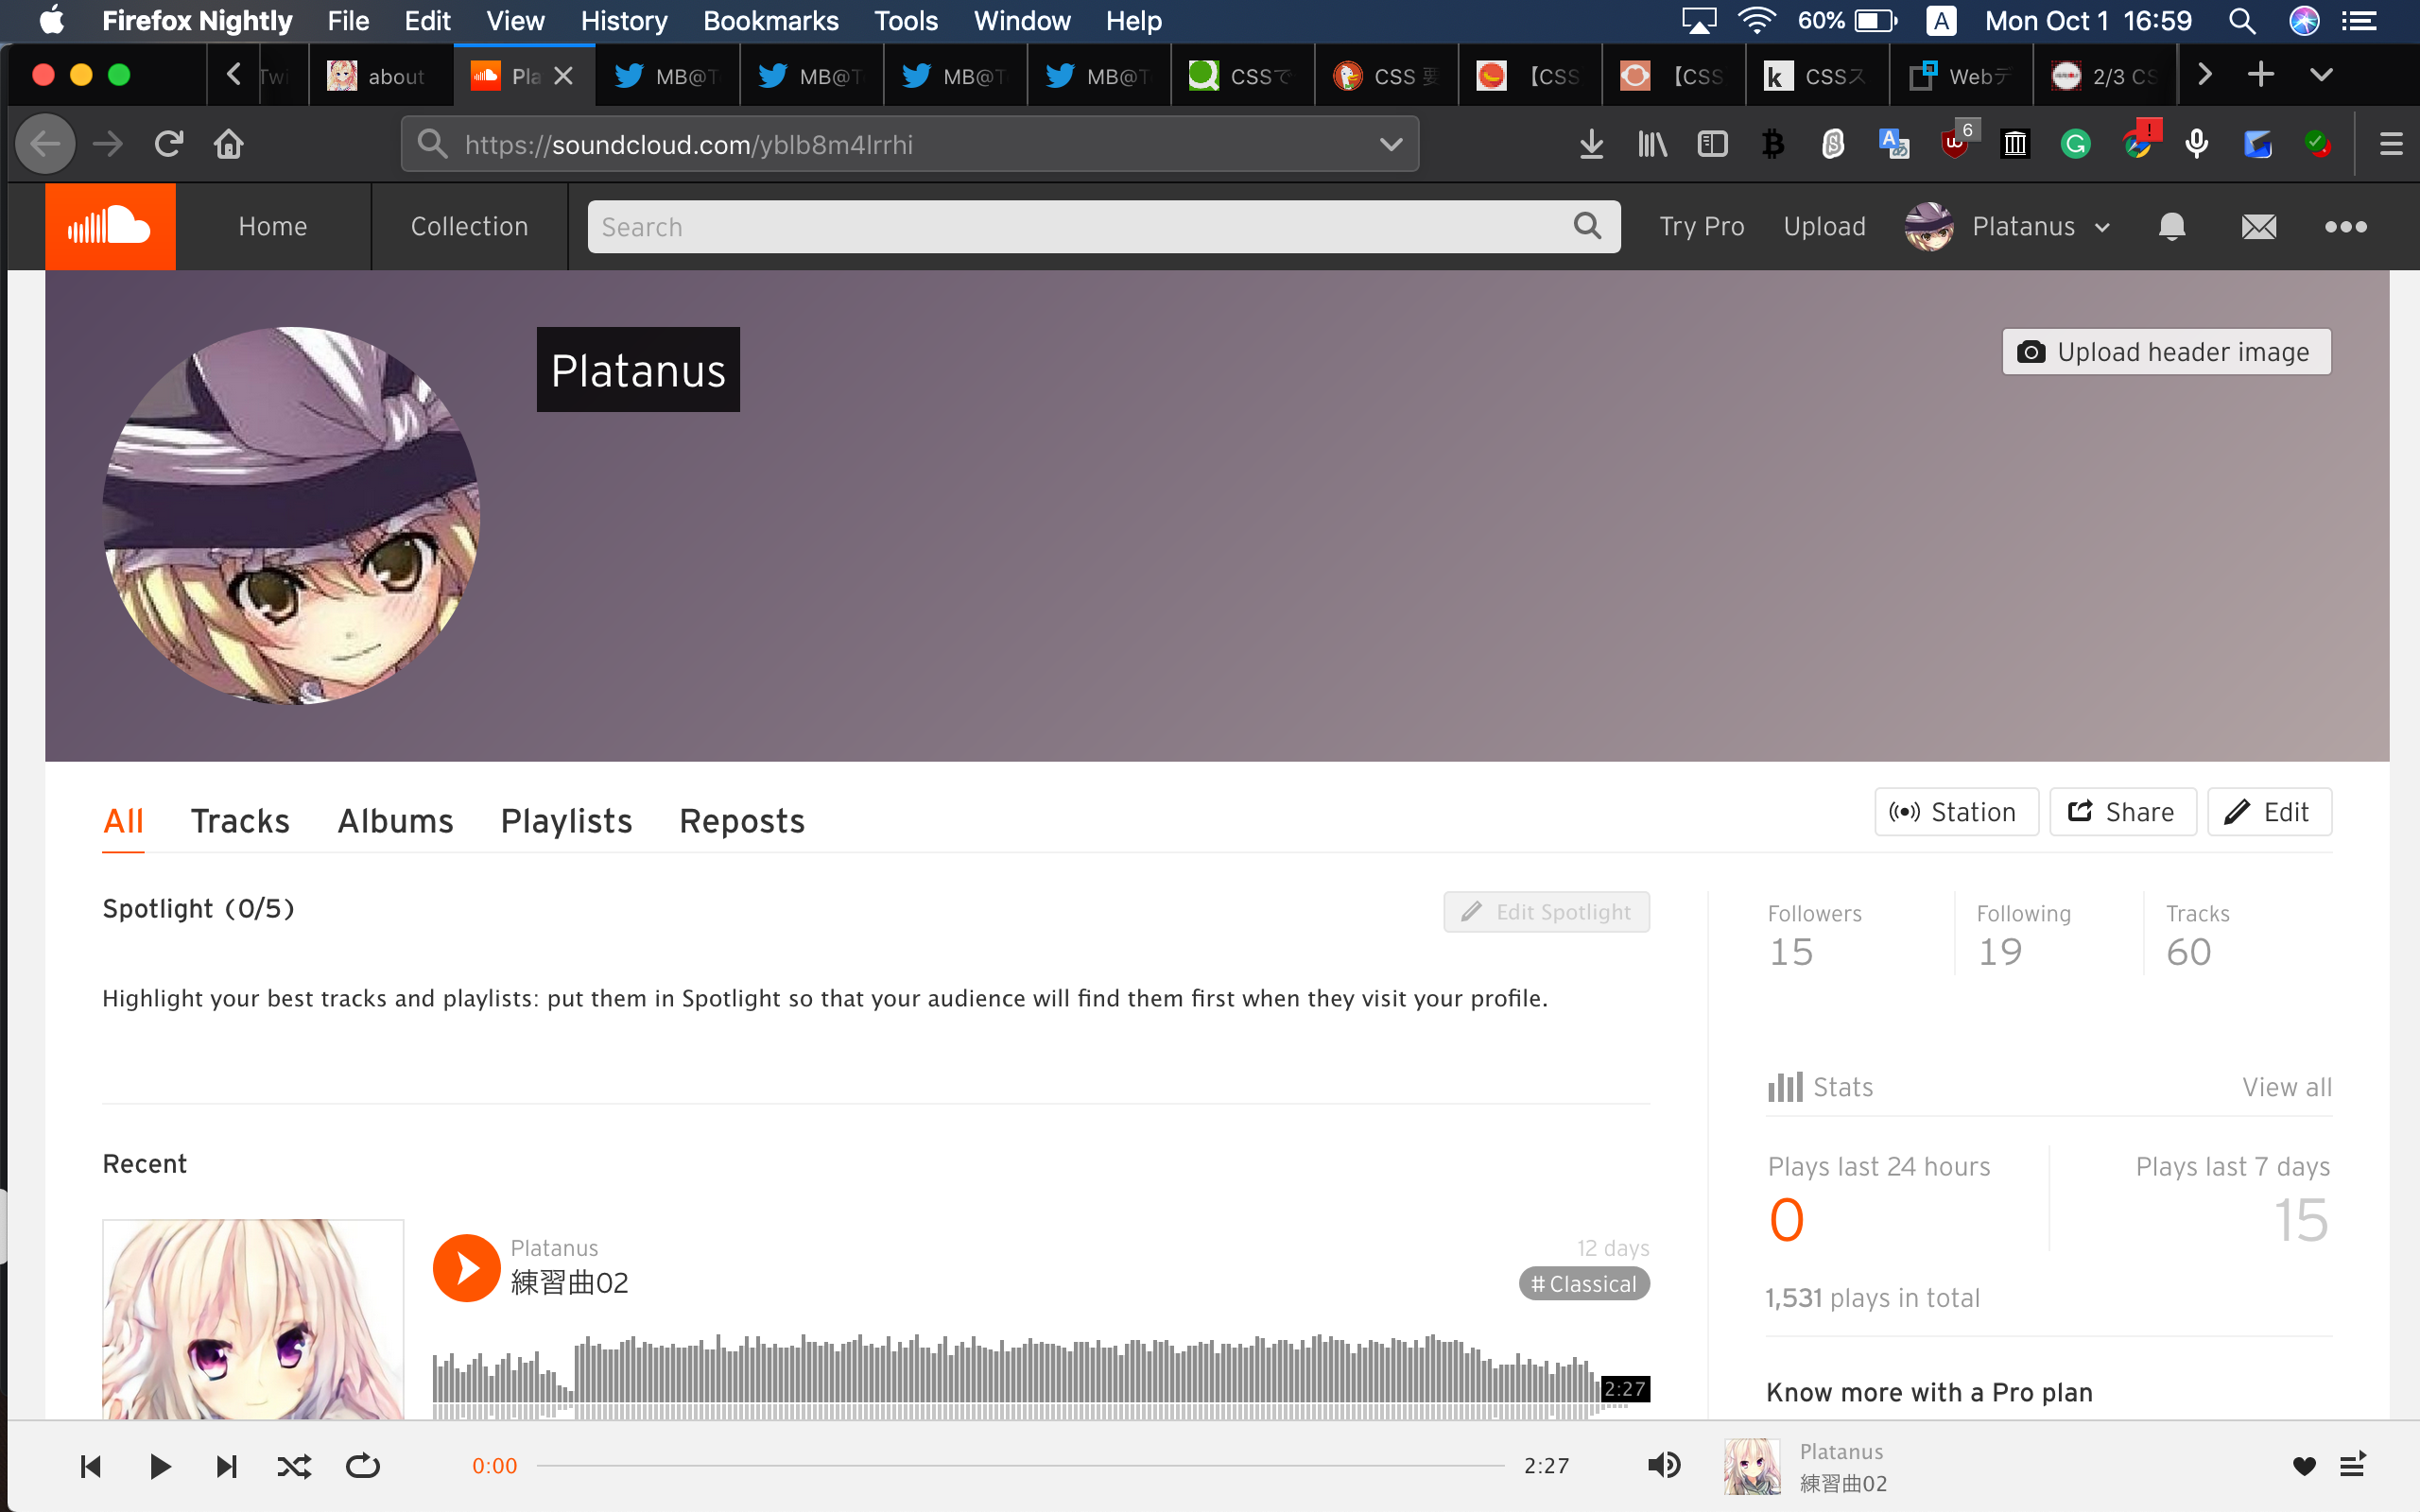 Firefox Nightly File Edit View History Bookmarks Tools Window Help 60% A Mon Oct 1 16:59
about Pla MB@T MB@T MB@T MB@T CSSで CSS 【CSS 【CSS k CSSス Webデ 2/3 CS
https://soundcloud.com/yblb8m4lrrhi 6 !
Home Collection Search Try Pro Upload Platanus
Platanus
Upload header image
All Tracks Albums Playlists Reposts Station Share Edit
Spotlight (0/5) Edit Spotlight
Followers Following Tracks
15 19 60
Highlight your best tracks and playlists: put them in Spotlight so that your audience will find them first when they visit your profile.
Stats View all
Recent
Plays last 24 hours Plays last 7 days
0 15
Platanus 12 days
練習曲02 # Classical
1,531 plays in total
2:27
Know more with a Pro plan
0:00 2:27
Platanus
練習曲02